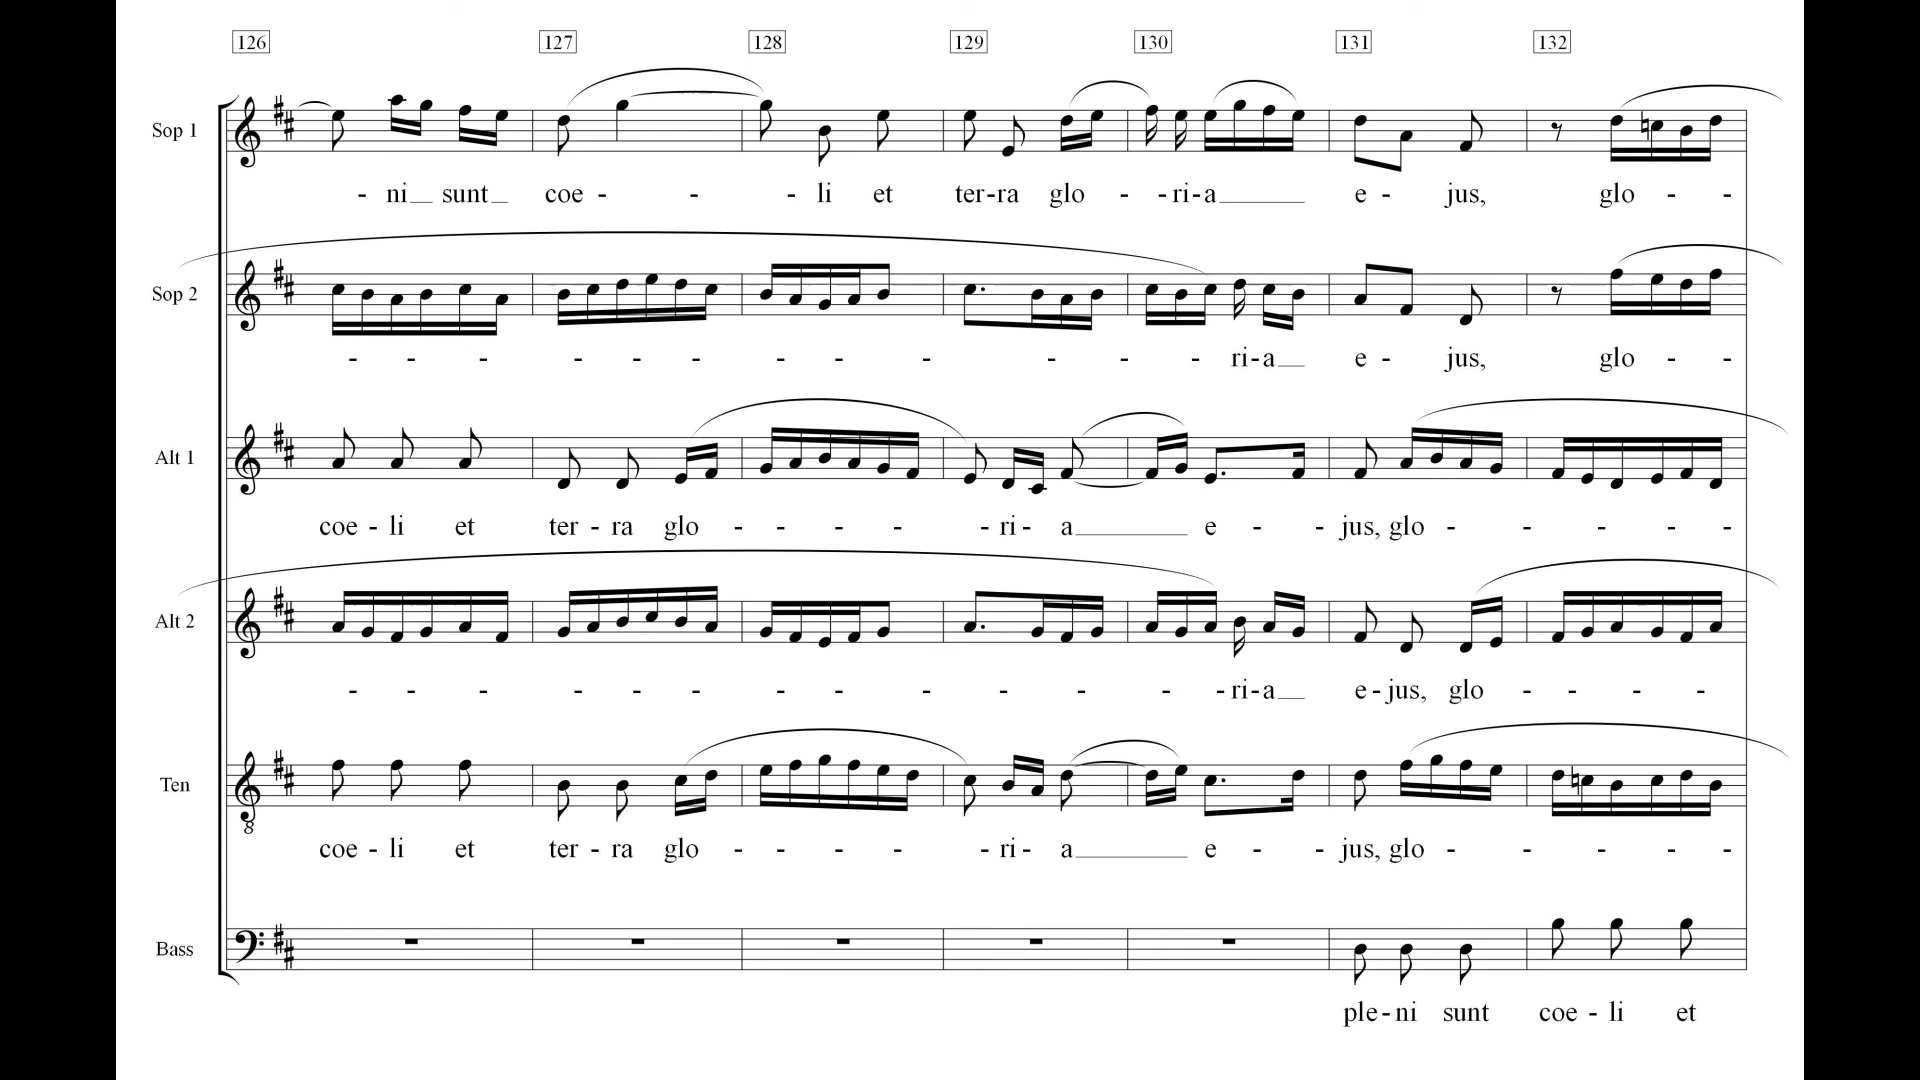 126 127 128 129 130 131 132
Sop 1
- ni sunt coe - - - li et ter-ra glo - - ri-a e - jus, glo - -
Sop 2
- - - - - - - - - - - - ri-a e - jus, glo - -
Alt 1
coe - li et ter - ra glo - - - - - ri - a e - - jus, glo - - - - -
Alt 2
- - - - - - - - - - - - - - ri-a e - jus, glo - - - -
Ten
8
coe - li et ter - ra glo - - - - - ri - a e - - jus, glo - - - - -
Bass
ple - ni sunt coe - li et